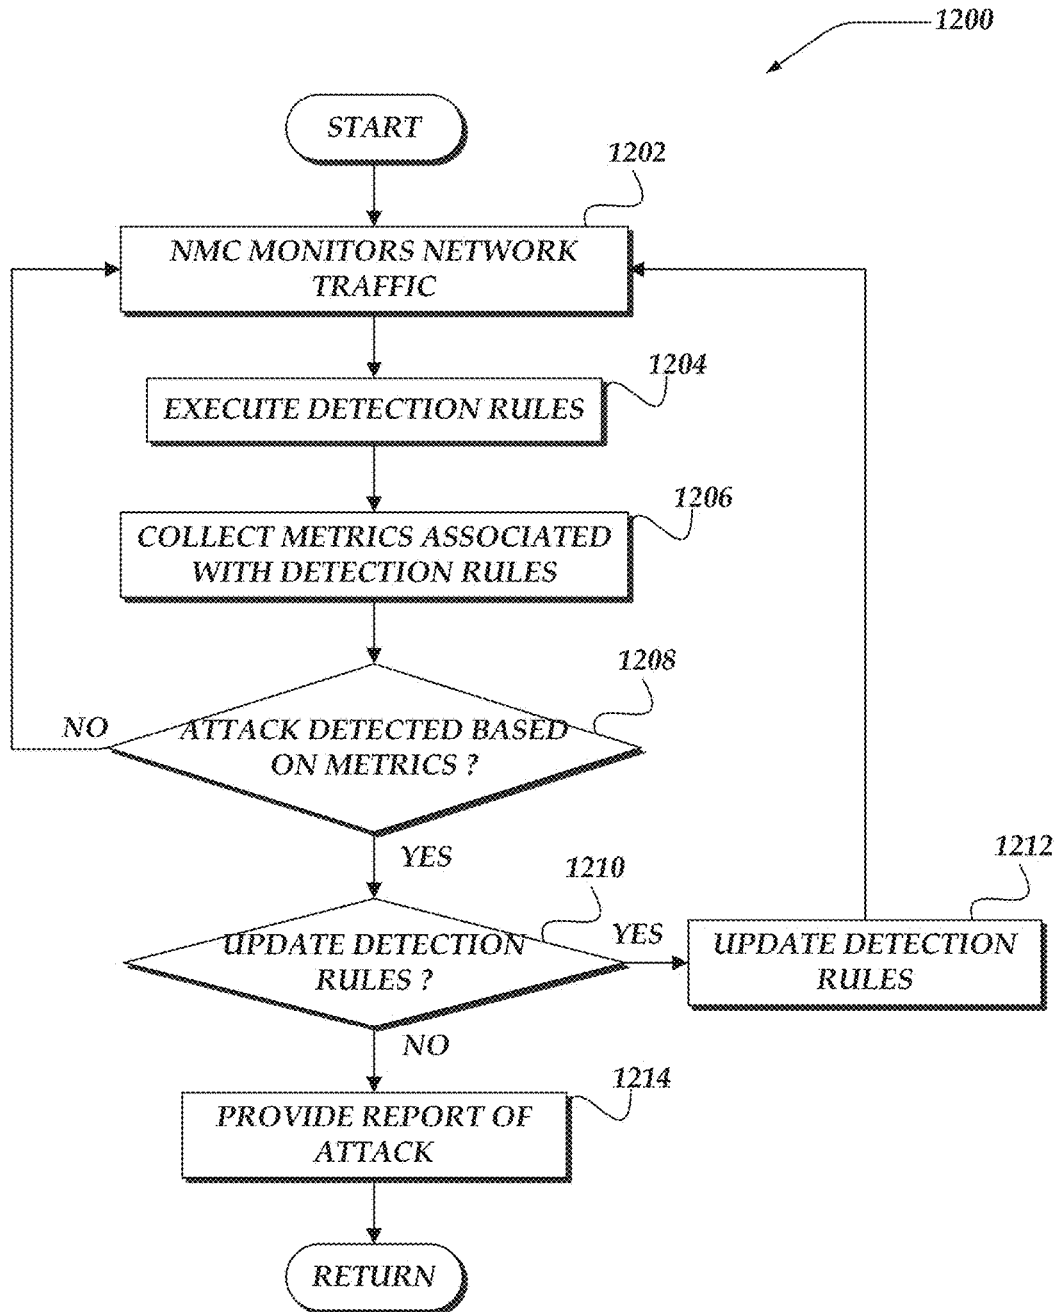 1200
START
1202
NMC MONITORS NETWORK
TRAFFIC
1204
EXECUTE DETECTION RULES
1206
COLLECT METRICS ASSOCIATED
WITH DETECTION RULES
1208
NO
ATTACK DETECTED BASED
ON METRICS ?
YES
1210
1212
UPDATE DETECTION
RULES ?
YES
UPDATE DETECTION
RULES
NO
1214
PROVIDE REPORT OF
ATTACK
RETURN